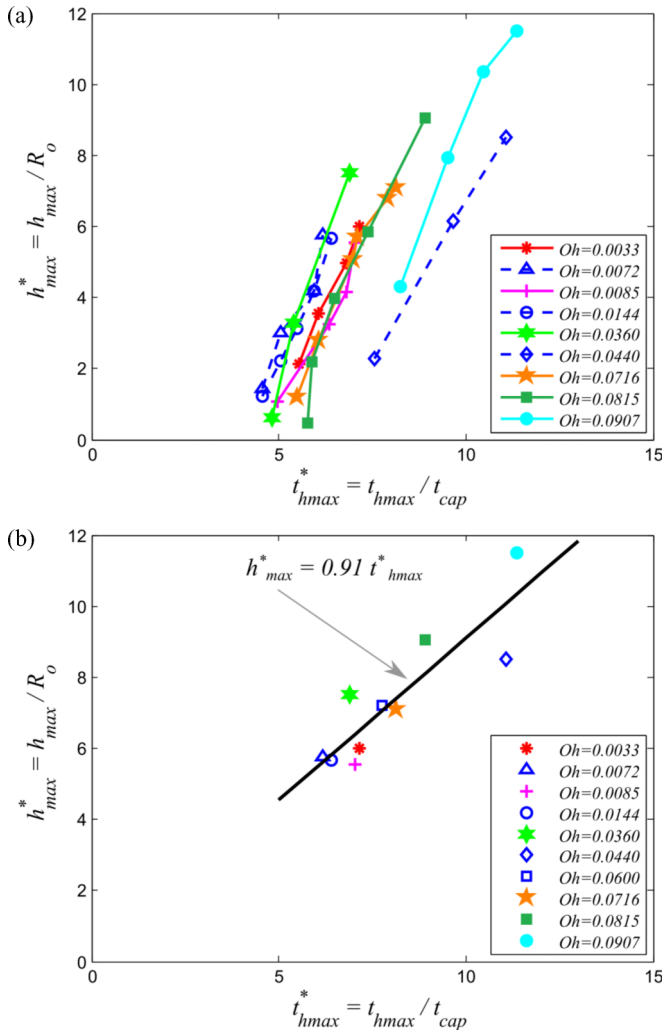 (a)
12
10
8
6
4
2
0
h*max = hmax / Ro
Oh=0.0033
Oh=0.0072
Oh=0.0085
Oh=0.0144
Oh=0.0360
Oh=0.0440
Oh=0.0716
Oh=0.0815
Oh=0.0907
0 5 10 15
t*hmax = thmax / tcap
(b)
12
10
8
6
4
2
0
h*max = hmax / Ro
h*max = 0.91 t*hmax
Oh=0.0033
Oh=0.0072
Oh=0.0085
Oh=0.0144
Oh=0.0360
Oh=0.0440
Oh=0.0600
Oh=0.0716
Oh=0.0815
Oh=0.0907
0 5 10 15
t*hmax = thmax / tcap